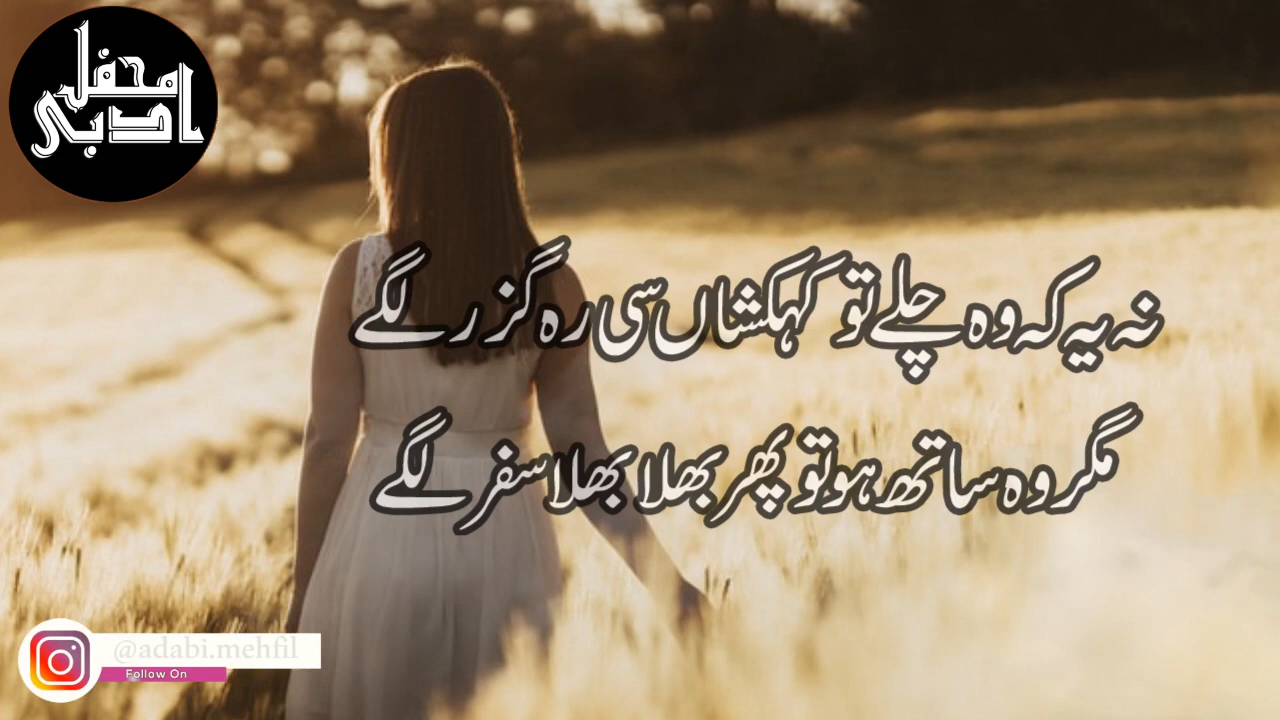 محفل
ادبی
نہ یہ کہ وہ چلے تو کہکشاں سی رہ گزر لگے
مگر وہ ساتھ ہو تو پھر بھلا بھلا سفر لگے
@adabi.mehfil
Follow On